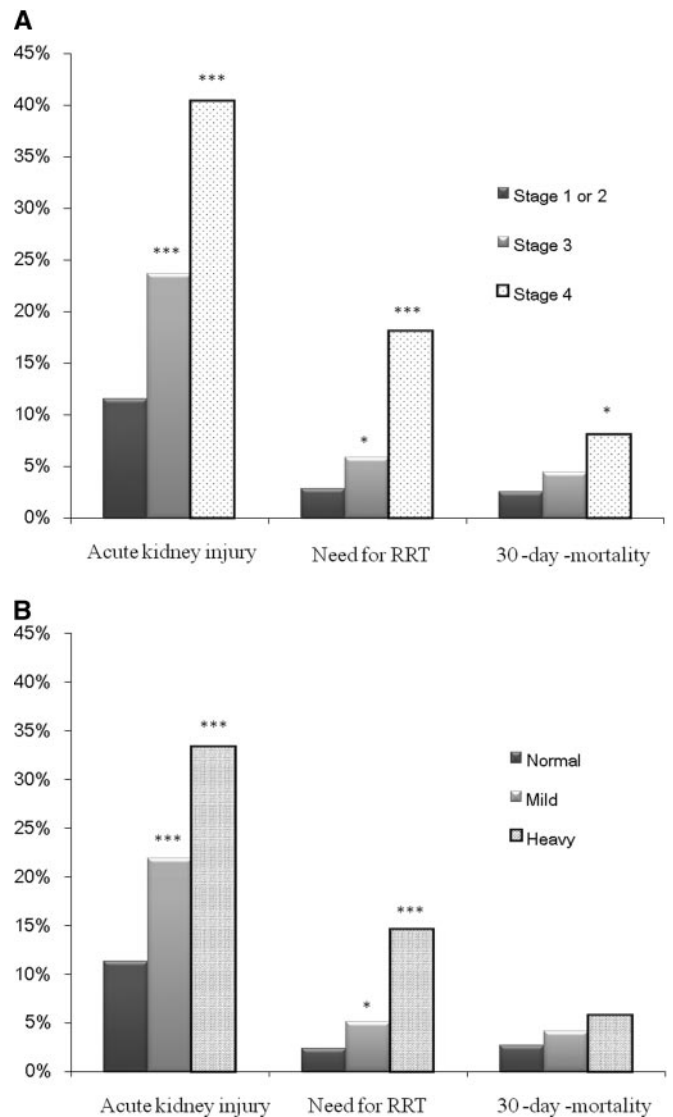 A
45%
40%
35%
30%
25%
20%
15%
10%
5%
0%
***
***
***
*
*
Stage 1 or 2
Stage 3
Stage 4
Acute kidney injury
Need for RRT
30 -day -mortality
B
45%
40%
35%
30%
25%
20%
15%
10%
5%
0%
***
***
***
*
Normal
Mild
Heavy
Acute kidney injury
Need for RRT
30 -day -mortality